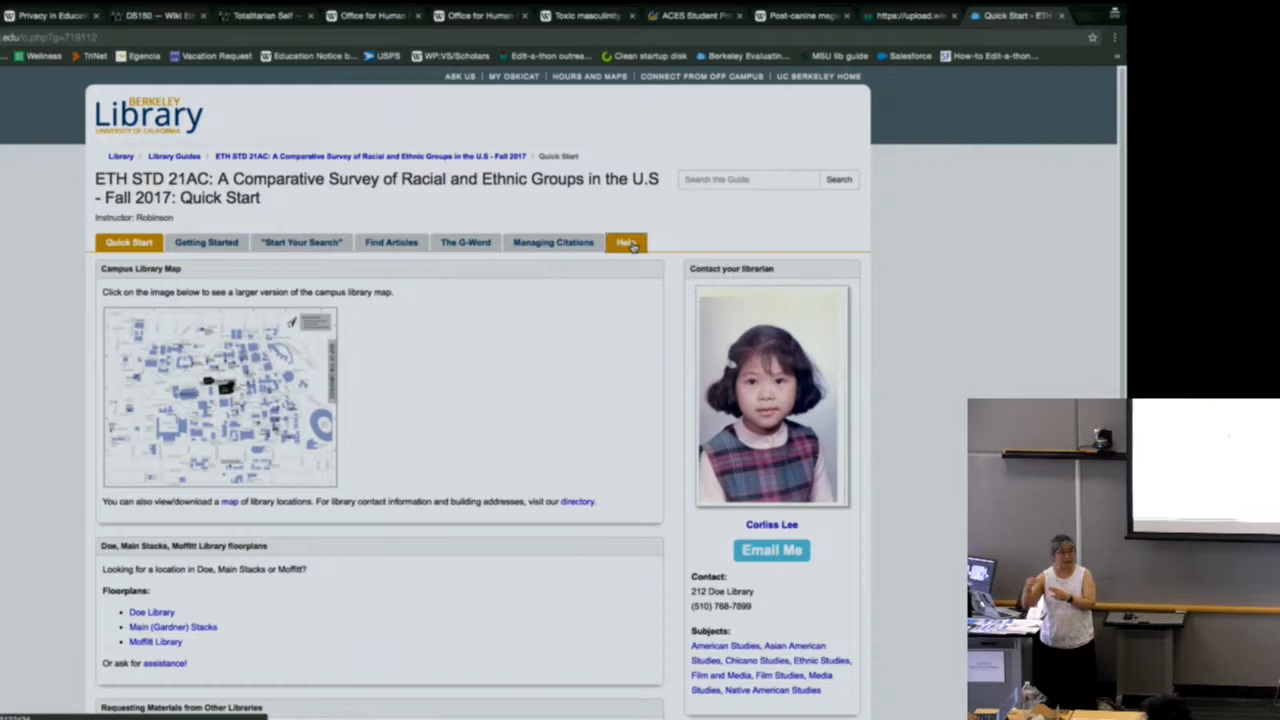 Privacy in Educa
DS150 — Wiki Ed
Totalitarian Self -
Office for Human
Office for Human
Toxic masculinity
ACES Student Pr
Post-canine meg
https://upload.wi
Quick Start - ETH
.edu/c.php?g=719112
Wellness
TriNet
Egencia
Vacation Request
Education Notice b...
USPS
WP:VS/Scholars
Edit-a-thon outrea...
Clean startup disk
Berkeley Evaluatin...
MSU lib guide
Salesforce
How-to Edit-a-thon...
ASK US | MY OSKICAT | HOURS AND MAPS | CONNECT FROM OFF CAMPUS | UC BERKELEY HOME
BERKELEY
Library
UNIVERSITY OF CALIFORNIA
Library / Library Guides / ETH STD 21AC: A Comparative Survey of Racial and Ethnic Groups in the U.S - Fall 2017 / Quick Start
ETH STD 21AC: A Comparative Survey of Racial and Ethnic Groups in the U.S
- Fall 2017: Quick Start
Search this Guide
Search
Instructor: Robinson
Quick Start
Getting Started
"Start Your Search"
Find Articles
The G-Word
Managing Citations
Campus Library Map
Click on the image below to see a larger version of the campus library map.
You can also view/download a map of library locations. For library contact information and building addresses, visit our directory.
Doe, Main Stacks, Moffitt Library floorplans
Looking for a location in Doe, Main Stacks or Moffitt?
Floorplans:
• Doe Library
• Main (Gardner) Stacks
• Moffitt Library
Or ask for assistance!
Requesting Materials from Other Libraries
Contact your librarian
Corliss Lee
Email Me
Contact:
212 Doe Library
(510) 768-7899
Subjects:
American Studies, Asian American
Studies, Chicano Studies, Ethnic Studies,
Film and Media, Film Studies, Media
Studies, Native American Studies